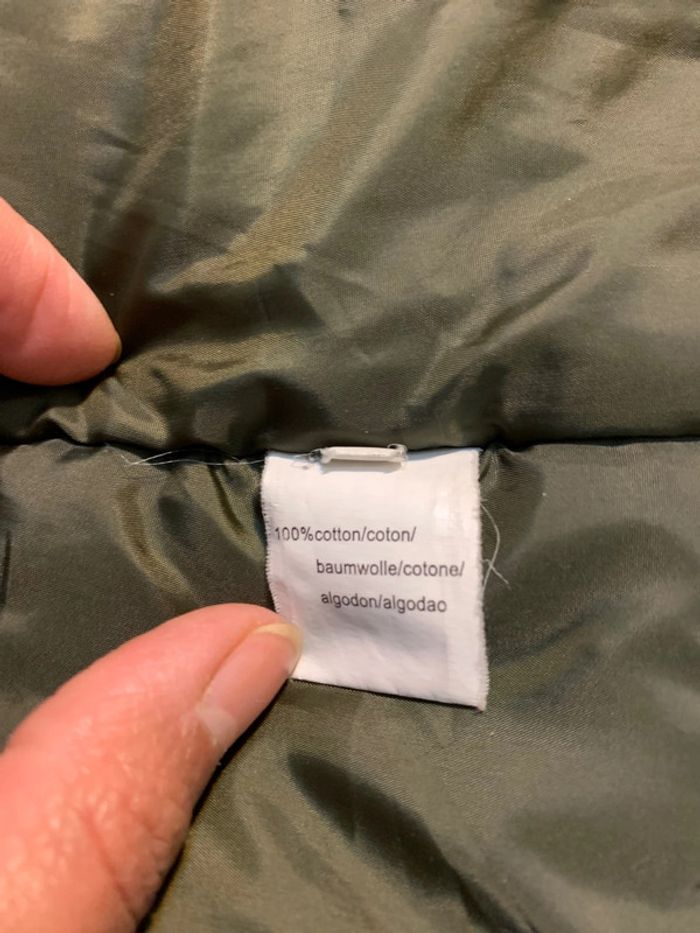 100%cotton/coton/
baumwolle/cotone/
algodon/algodao